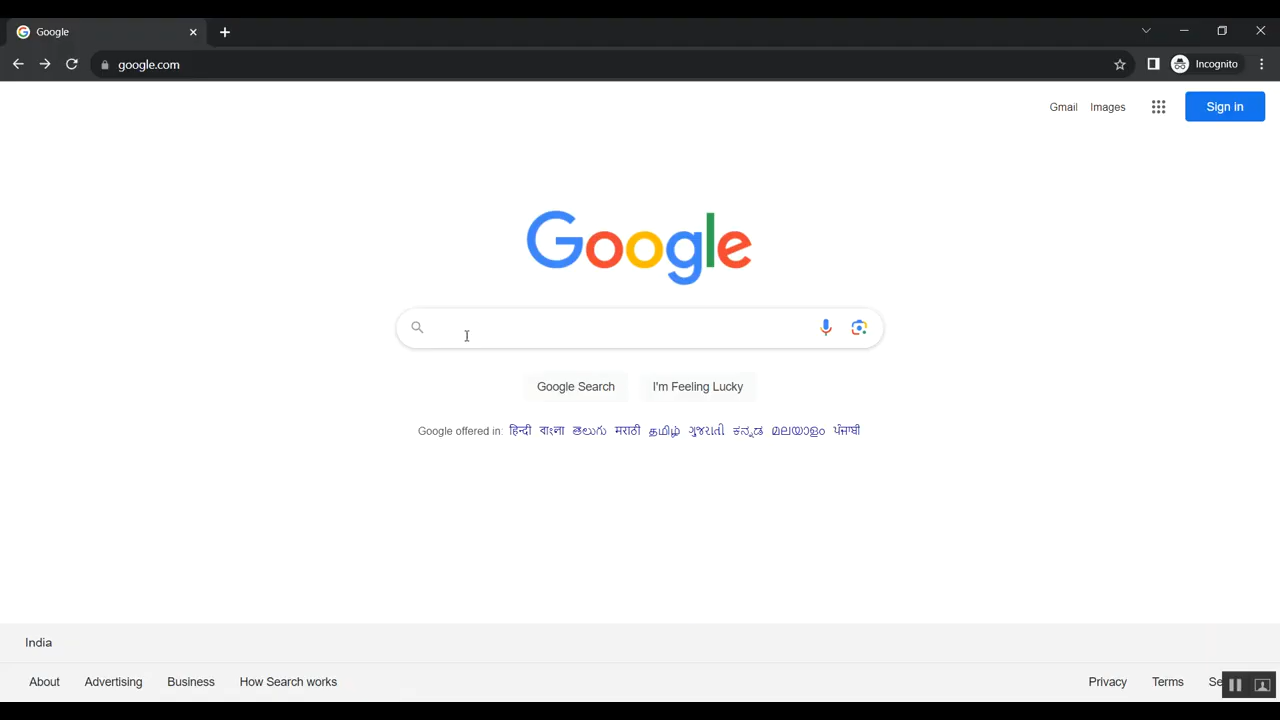 Google
google.com
Incognito
Gmail Images Sign in
Google
Google Search I'm Feeling Lucky
Google offered in: हिन्दी বাংলা తెలుగు मराठी தமிழ் ગુજરાતી ಕನ್ನಡ മലയാളം ਪੰਜਾਬੀ
India
About Advertising Business How Search works Privacy Terms Se